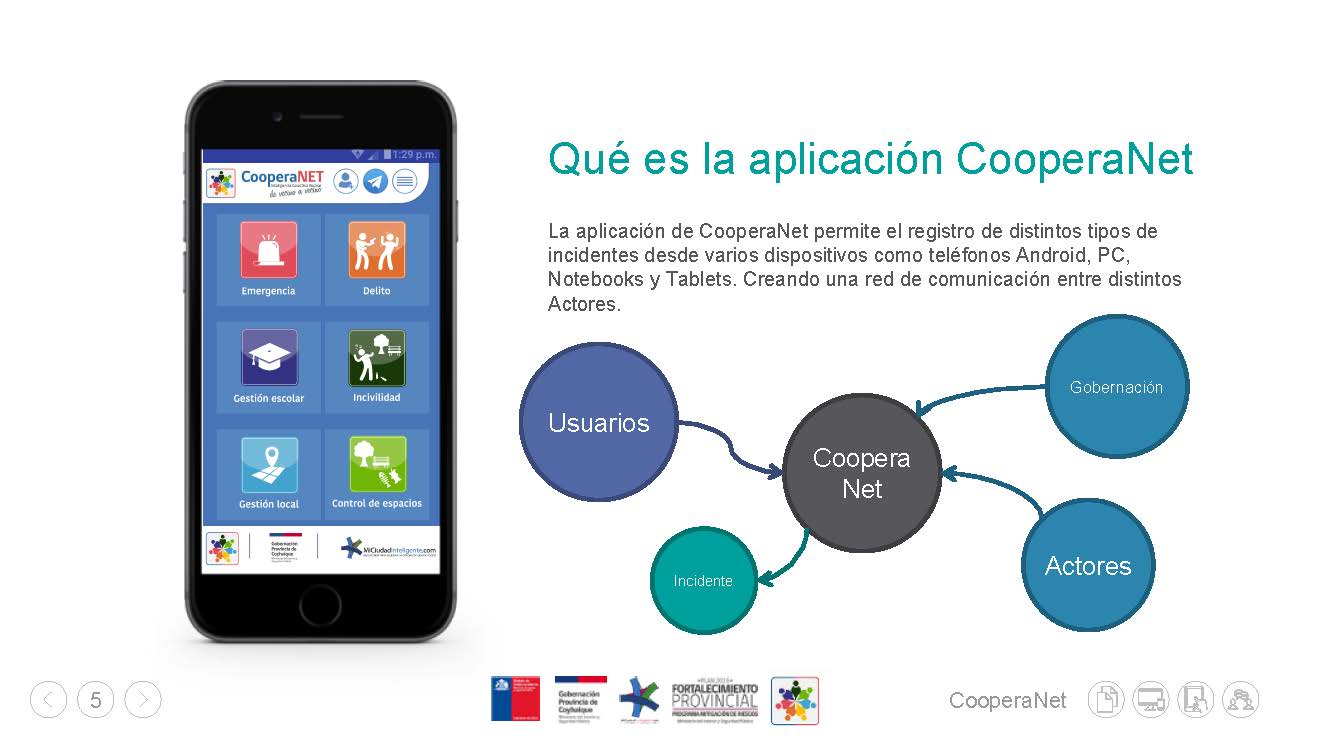 Qué es la aplicación CooperaNet
La aplicación de CooperaNet permite el registro de distintos tipos de
incidentes desde varios dispositivos como teléfonos Android, PC,
Notebooks y Tablets. Creando una red de comunicación entre distintos
Actores.
1:29 p.m.
CooperaNET
de vecino a vecino
Emergencia
Delito
Gestión escolar
Incivilidad
Gestión local
Control de espacios
Gobernación
Provincia de
Coyhaique
MiCiudadInteligente.com
Usuarios
Coopera
Net
Gobernación
Actores
Incidente
5
Gobernación
Provincia de
Coyhaique
Ministerio del Interior y
Seguridad Pública
PLAN 2016
FORTALECIMIENTO
PROVINCIAL
PROGRAMA MITIGACIÓN DE RIESGOS
Ministerio del Interior y Seguridad Pública
CooperaNet